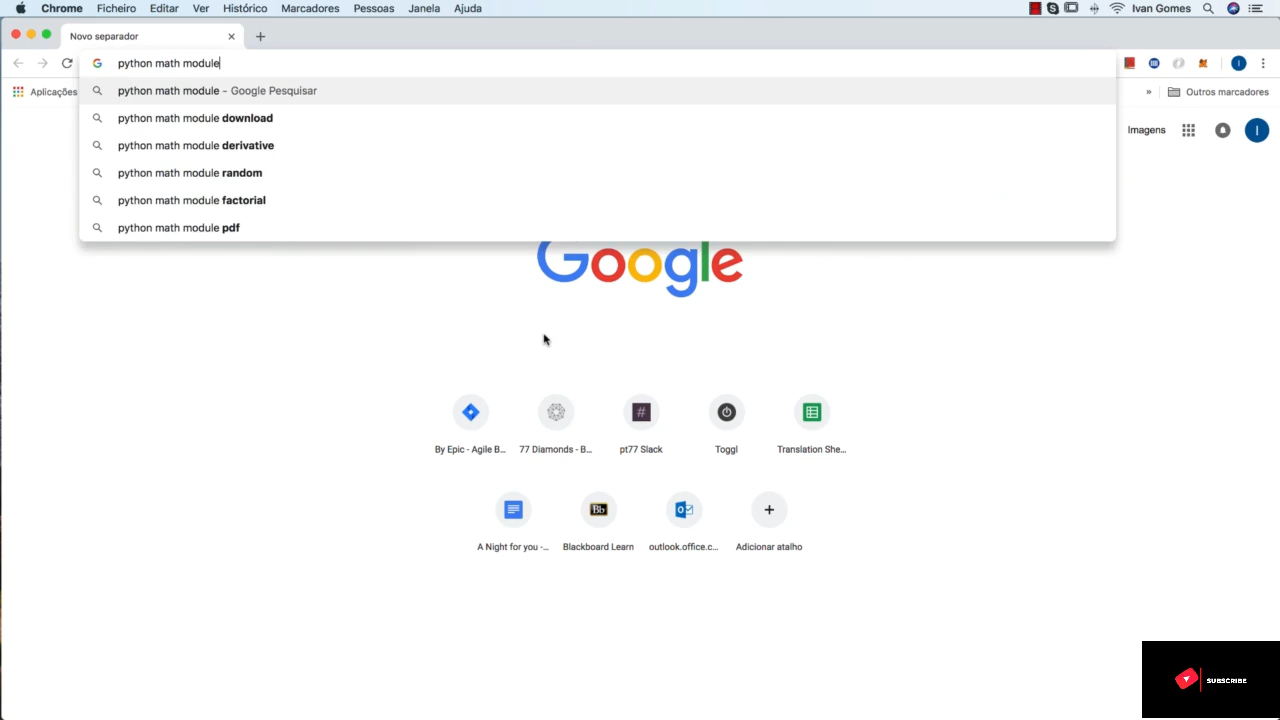 Chrome Ficheiro Editar Ver Histórico Marcadores Pessoas Janela Ajuda Ivan Gomes
Novo separador
python math module
Aplicações
python math module - Google Pesquisar
Outros marcadores
python math module download
Imagens
I
python math module derivative
python math module random
python math module factorial
python math module pdf
Google
By Epic - Agile B... 77 Diamonds - B... pt77 Slack Toggl Translation She...
A Night for you -... Blackboard Learn outlook.office.c... Adicionar atalho
SUBSCRIBE